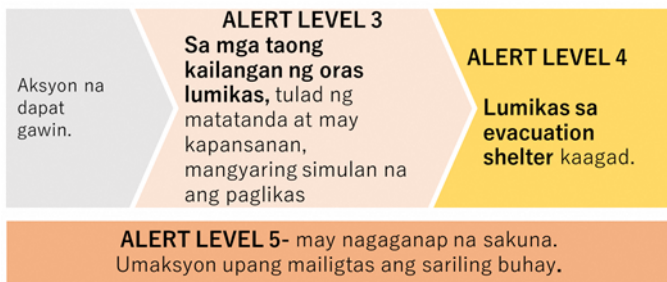 Aksyon na
dapat
gawin.
ALERT LEVEL 3
Sa mga taong
kailangan ng oras
lumikas, tulad ng
matatanda at may
kapansanan,
mangyaring simulan na
ang paglikas
ALERT LEVEL 4
Lumikas sa
evacuation
shelter kaagad.
ALERT LEVEL 5- may nagaganap na sakuna.
Umaksyon upang mailigtas ang sariling buhay.